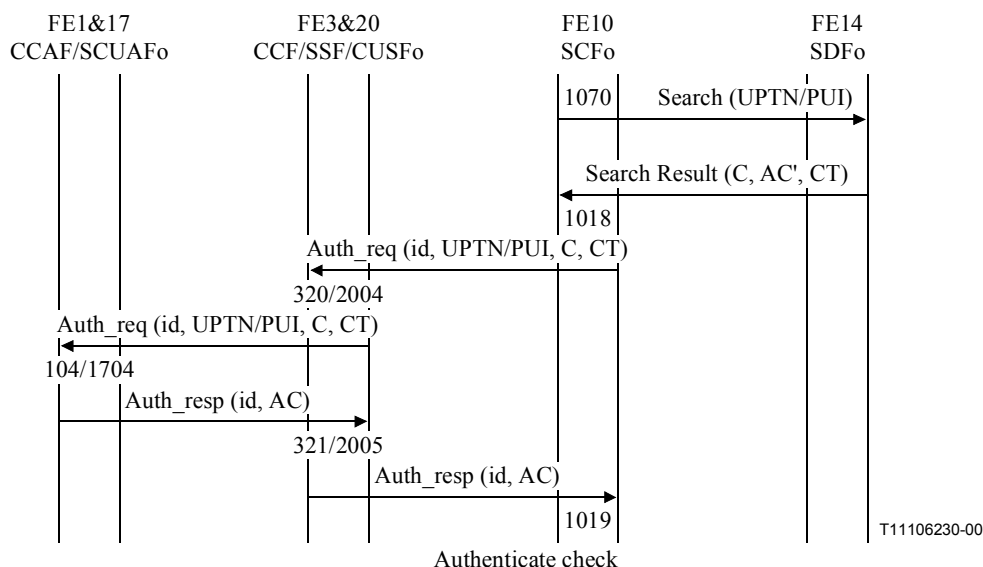 FE1&17 FE3&20 FE10 FE14
CCAF/SCUAFo CCF/SSF/CUSFo SCFo SDFo
1070 Search (UPTN/PUI)
Search Result (C, AC', CT)
1018
Auth_req (id, UPTN/PUI, C, CT)
320/2004
Auth_req (id, UPTN/PUI, C, CT)
104/1704
Auth_resp (id, AC)
321/2005
Auth_resp (id, AC)
1019
T11106230-00
Authenticate check